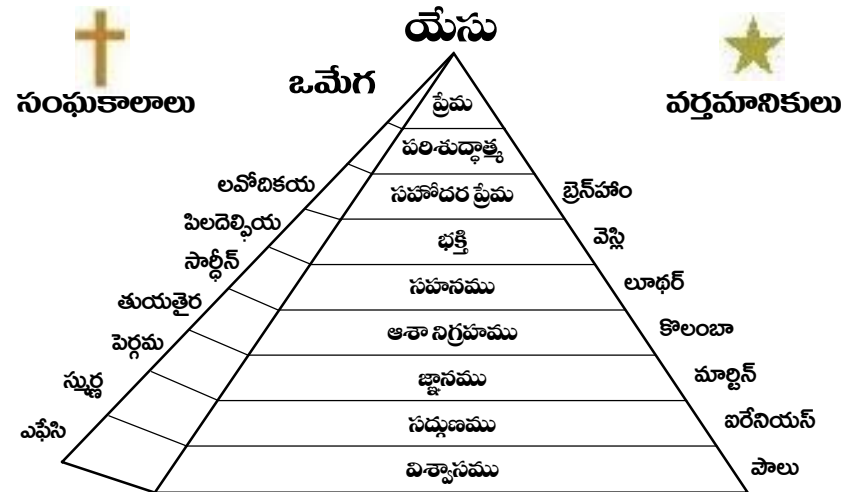 యేసు
ఒమేగ
సంఘకాలాలు
వర్తమానికులు
ప్రేమ
పరిశుద్ధాత్మ
లవోదికయ
సహోదర ప్రేమ
బ్రెన్‌హాం
పిలదెల్ఫియ
భక్తి
వెస్లి
సార్ధీన్
సహనము
లూథర్
తుయతైర
ఆశా నిగ్రహము
కొలంబా
పెర్గమ
జ్ఞానము
మార్టిన్
స్ముర్ణ
సద్గుణము
ఐరేనియస్
ఎఫేసి
విశ్వాసము
పౌలు